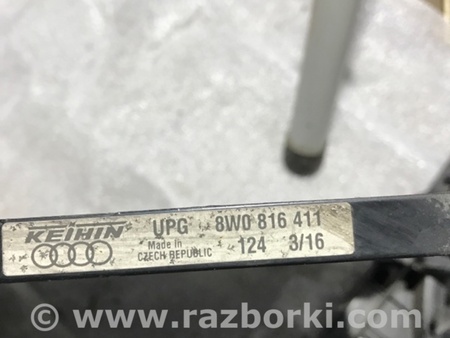 KEIHIN UPG 8W0 816 411
Made in
CZECH REPUBLIC 124 3/16
www.razborki.com